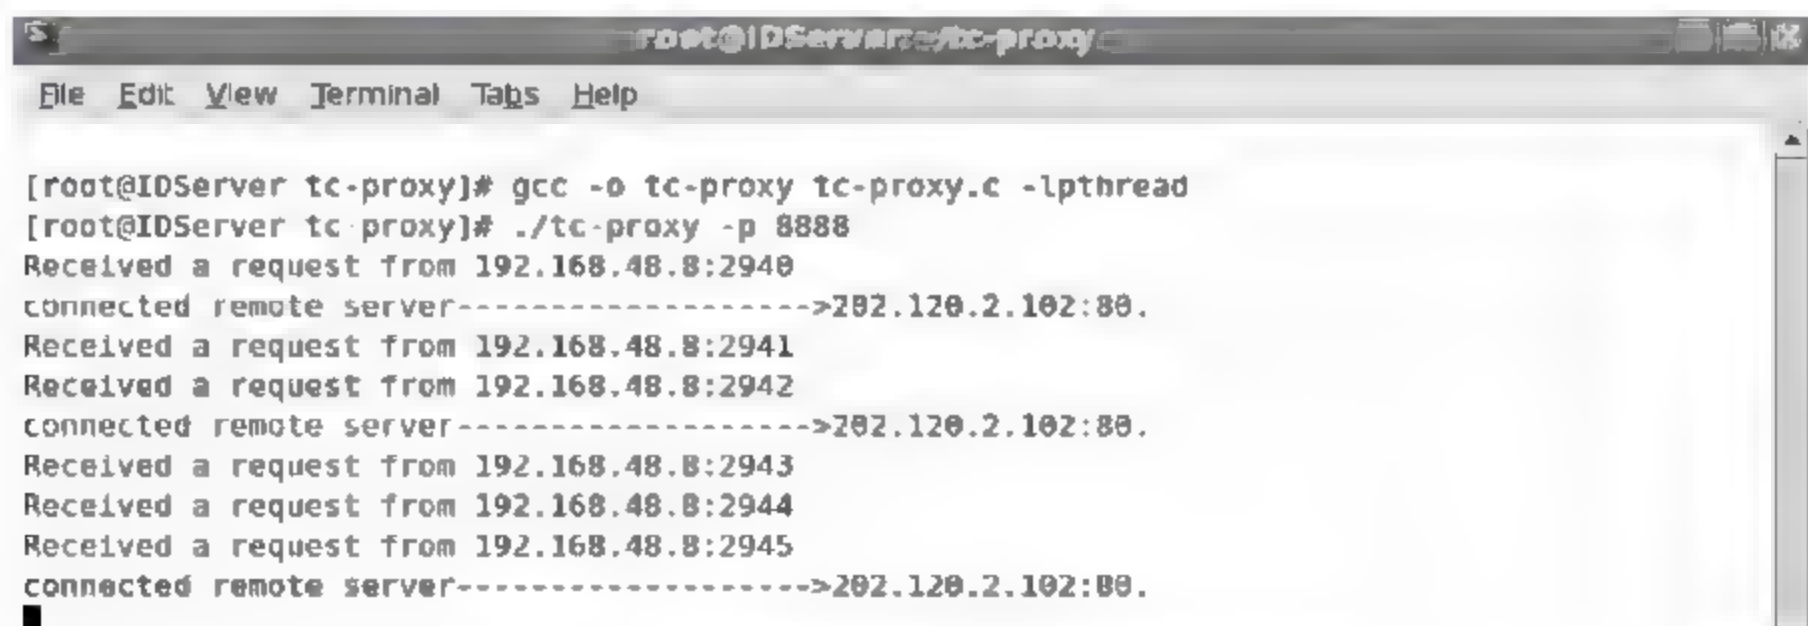 root@IDServer:~/tc-proxy
File Edit View Terminal Tabs Help
[root@IDServer tc-proxy]# gcc -o tc-proxy tc-proxy.c -lpthread
[root@IDServer tc-proxy]# ./tc-proxy -p 8888
Received a request from 192.168.48.8:2940
connected remote server-------------------->202.120.2.102:80.
Received a request from 192.168.48.8:2941
Received a request from 192.168.48.8:2942
connected remote server-------------------->202.120.2.102:80.
Received a request from 192.168.48.8:2943
Received a request from 192.168.48.8:2944
Received a request from 192.168.48.8:2945
connected remote server-------------------->202.120.2.102:80.